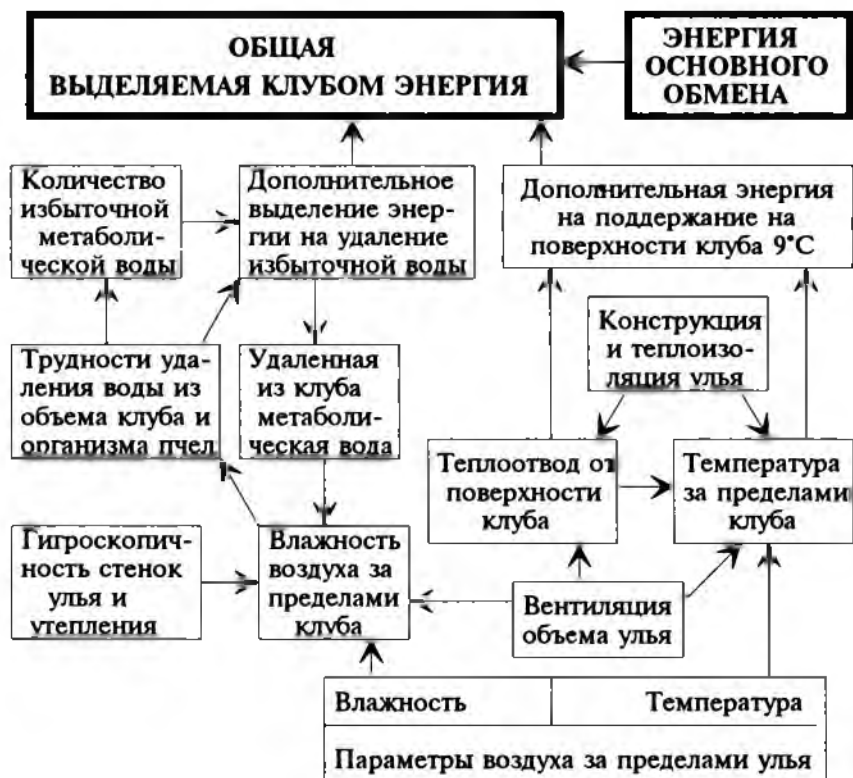 ОБЩАЯ
ВЫДЕЛЯЕМАЯ КЛУБОМ ЭНЕРГИЯ
ЭНЕРГИЯ
ОСНОВНОГО
ОБМЕНА
Количество
избыточной
метаболи-
ческой воды
Дополнительное
выделение энер-
гии на удаление
избыточной воды
Дополнительная энергия
на поддержание на
поверхности клуба 9°С
Конструкция
и теплоизо-
ляция улья
Трудности уда-
ления воды из
объема клуба и
организма пчел
Удаленная
из клуба
метаболи-
ческая вода
Теплоотвод от
поверхности
клуба
Температура
за пределами
клуба
Гигроскопич-
ность стенок
улья и
утепления
Влажность
воздуха за
пределами
клуба
Вентиляция
объема улья
Влажность
Температура
Параметры воздуха за пределами улья